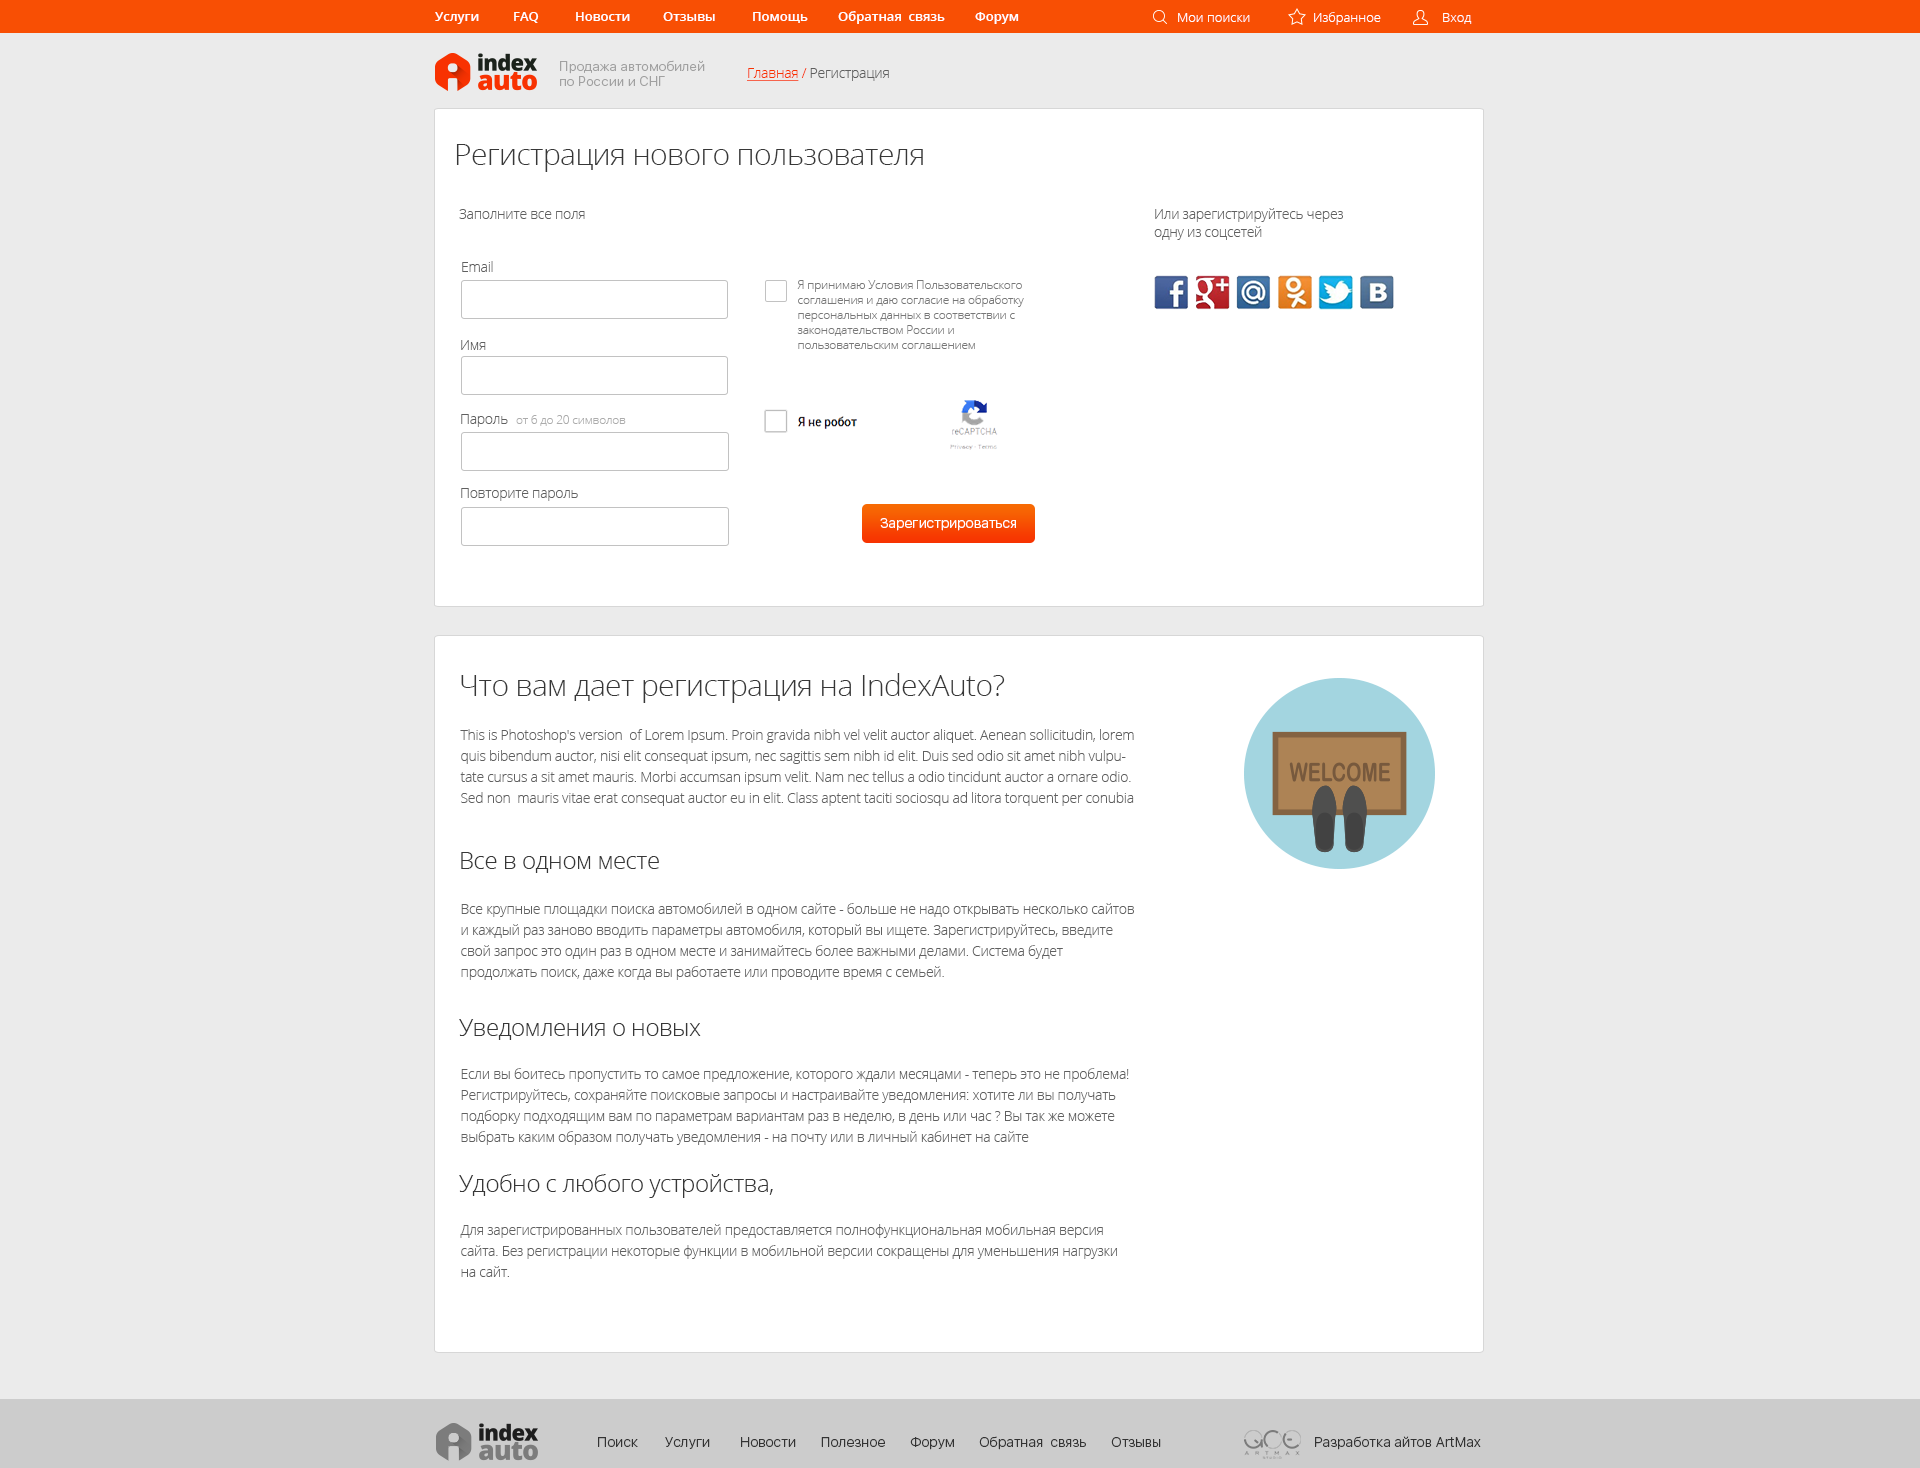 Услуги FAQ Новости Отзывы Помощь Обратная связь Форум Мои поиски Избранное Вход
index
auto
Продажа автомобилей
по России и СНГ
Главная / Регистрация
Регистрация нового пользователя
Заполните все поля
Или зарегистрируйтесь через
одну из соцсетей
Email
Я принимаю Условия Пользовательского
соглашения и даю согласие на обработку
персональных данных в соответствии с
законодательством России и
пользовательским соглашением
Имя
Пароль от 6 до 20 символов
Я не робот
reCAPTCHA
Privacy - Terms
Повторите пароль
Зарегистрироваться
Что вам дает регистрация на IndexAuto?
This is Photoshop's version of Lorem Ipsum. Proin gravida nibh vel velit auctor aliquet. Aenean sollicitudin, lorem
quis bibendum auctor, nisi elit consequat ipsum, nec sagittis sem nibh id elit. Duis sed odio sit amet nibh vulpu-
tate cursus a sit amet mauris. Morbi accumsan ipsum velit. Nam nec tellus a odio tincidunt auctor a ornare odio.
Sed non mauris vitae erat consequat auctor eu in elit. Class aptent taciti sociosqu ad litora torquent per conubia
WELCOME
Все в одном месте
Все крупные площадки поиска автомобилей в одном сайте - больше не надо открывать несколько сайтов
и каждый раз заново вводить параметры автомобиля, который вы ищете. Зарегистрируйтесь, введите
свой запрос это один раз в одном месте и занимайтесь более важными делами. Система будет
продолжать поиск, даже когда вы работаете или проводите время с семьей.
Уведомления о новых
Если вы боитесь пропустить то самое предложение, которого ждали месяцами - теперь это не проблема!
Регистрируйтесь, сохраняйте поисковые запросы и настраивайте уведомления: хотите ли вы получать
подборку подходящим вам по параметрам вариантам раз в неделю, в день или час ? Вы так же можете
выбрать каким образом получать уведомления - на почту или в личный кабинет на сайте
Удобно с любого устройства,
Для зарегистрированных пользователей предоставляется полнофункциональная мобильная версия
сайта. Без регистрации некоторые функции в мобильной версии сокращены для уменьшения нагрузки
на сайт.
index
auto
Поиск Услуги Новости Полезное Форум Обратная связь Отзывы
ARTMAX
STUDIO
Разработка айтов ArtMax